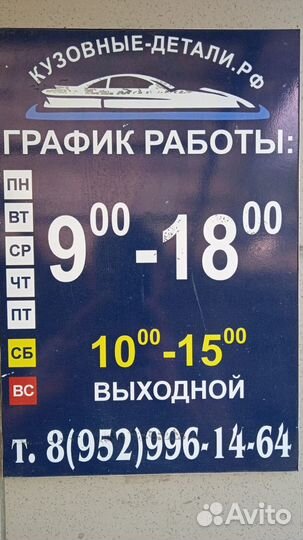 КУЗОВНЫЕ-ДЕТАЛИ.РФ
ГРАФИК РАБОТЫ:
ПН
ВТ
СР
ЧТ
ПТ
900-1800
СБ 1000-1500
ВС ВЫХОДНОЙ
т. 8(952)996-14-64
Avito